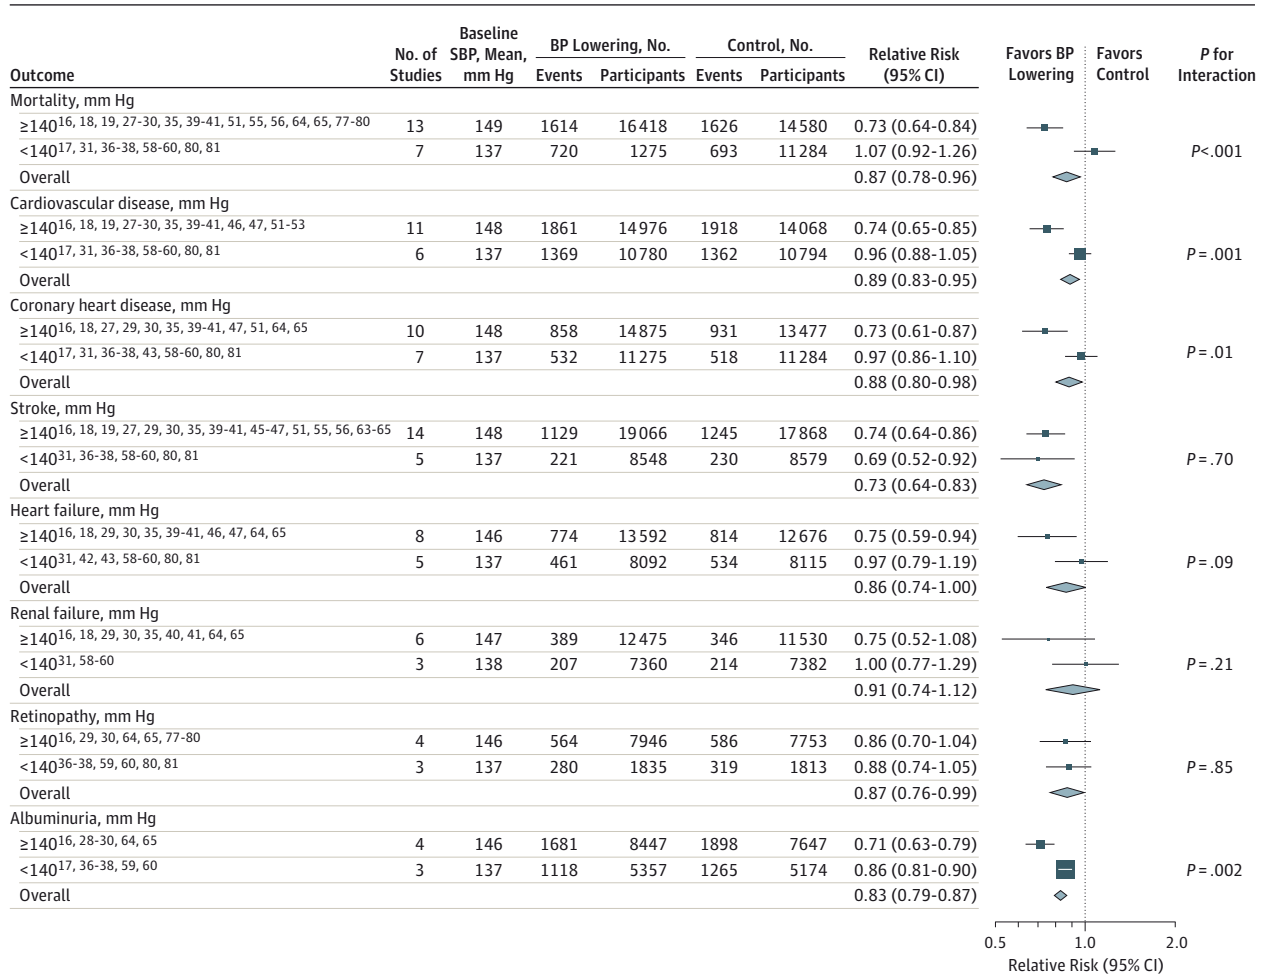 Outcome No. of Studies Baseline SBP, Mean, mm Hg BP Lowering, No. Events Participants Control, No. Events Participants Relative Risk (95% CI) Favors BP Lowering Favors Control P for Interaction
Mortality, mm Hg
≥140 16, 18, 19, 27-30, 35, 39-41, 51, 55, 56, 64, 65, 77-80 13 149 1614 16418 1626 14580 0.73 (0.64-0.84)
<140 17, 31, 36-38, 58-60, 80, 81 7 137 720 1275 693 11284 1.07 (0.92-1.26) P<.001
Overall 0.87 (0.78-0.96)
Cardiovascular disease, mm Hg
≥140 16, 18, 19, 27-30, 35, 39-41, 46, 47, 51-53 11 148 1861 14976 1918 14068 0.74 (0.65-0.85)
<140 17, 31, 36-38, 58-60, 80, 81 6 137 1369 10780 1362 10794 0.96 (0.88-1.05) P = .001
Overall 0.89 (0.83-0.95)
Coronary heart disease, mm Hg
≥140 16, 18, 27, 29, 30, 35, 39-41, 47, 51, 64, 65 10 148 858 14875 931 13477 0.73 (0.61-0.87)
<140 17, 31, 36-38, 43, 58-60, 80, 81 7 137 532 11275 518 11284 0.97 (0.86-1.10) P = .01
Overall 0.88 (0.80-0.98)
Stroke, mm Hg
≥140 16, 18, 19, 27, 29, 30, 35, 39-41, 45-47, 51, 55, 56, 63-65 14 148 1129 19066 1245 17868 0.74 (0.64-0.86)
<140 31, 36-38, 58-60, 80, 81 5 137 221 8548 230 8579 0.69 (0.52-0.92) P = .70
Overall 0.73 (0.64-0.83)
Heart failure, mm Hg
≥140 16, 18, 29, 30, 35, 39-41, 46, 47, 64, 65 8 146 774 13592 814 12676 0.75 (0.59-0.94)
<140 31, 42, 43, 58-60, 80, 81 5 137 461 8092 534 8115 0.97 (0.79-1.19) P = .09
Overall 0.86 (0.74-1.00)
Renal failure, mm Hg
≥140 16, 18, 29, 30, 35, 40, 41, 64, 65 6 147 389 12475 346 11530 0.75 (0.52-1.08)
<140 31, 58-60 3 138 207 7360 214 7382 1.00 (0.77-1.29) P = .21
Overall 0.91 (0.74-1.12)
Retinopathy, mm Hg
≥140 16, 29, 30, 64, 65, 77-80 4 146 564 7946 586 7753 0.86 (0.70-1.04)
<140 36-38, 59, 60, 80, 81 3 137 280 1835 319 1813 0.88 (0.74-1.05) P = .85
Overall 0.87 (0.76-0.99)
Albuminuria, mm Hg
≥140 16, 28-30, 64, 65 4 146 1681 8447 1898 7647 0.71 (0.63-0.79)
<140 17, 36-38, 59, 60 3 137 1118 5357 1265 5174 0.86 (0.81-0.90) P = .002
Overall 0.83 (0.79-0.87)
0.5 1.0 2.0
Relative Risk (95% CI)